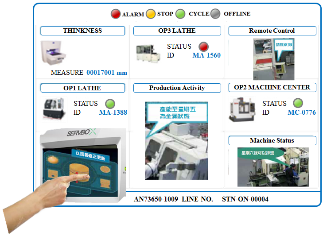 ALARM STOP CYCLE OFFLINE
THINKNESS
OP3 LATHE
Remote Control
STATUS
ID MA-1560
MEASURE 00017001 mm
OP1 LATHE
Production Activity
OP2 MACHINE CENTER
STATUS
ID MA-1388
STATUS
ID MC-0776
SERVBOX
Machine Status
AN73650 1009 LINE NO. STN ON 00004